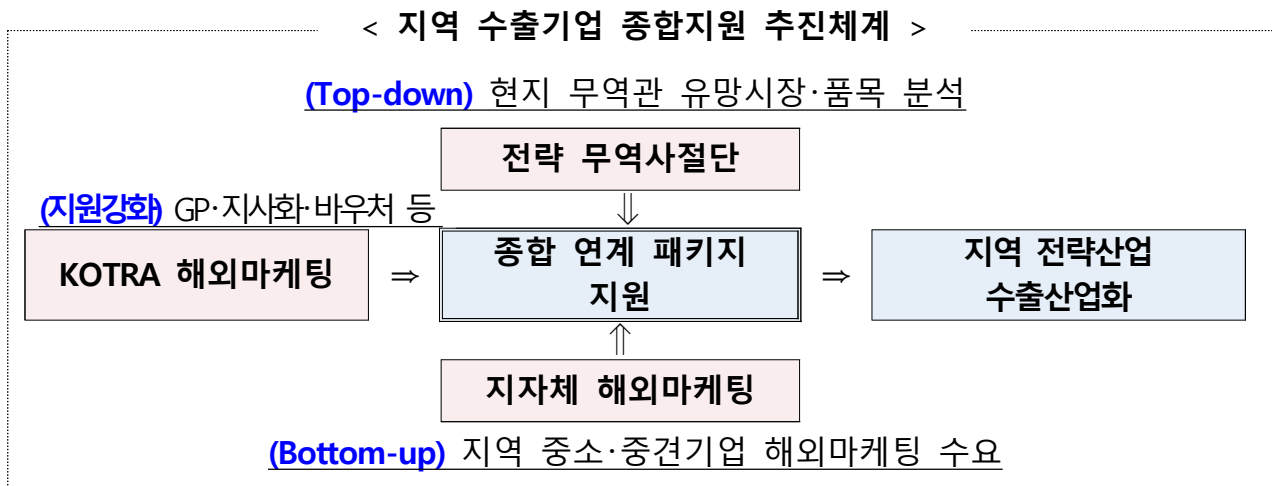 < 지역 수출기업 종합지원 추진체계 >
(Top-down) 현지 무역관 유망시장·품목 분석
전략 무역사절단
(지원강화) GP·지사화·바우처 등
⇓
KOTRA 해외마케팅
⇒
종합 연계 패키지
지원
⇒
지역 전략산업
수출산업화
⇑
지자체 해외마케팅
(Bottom-up) 지역 중소·중견기업 해외마케팅 수요